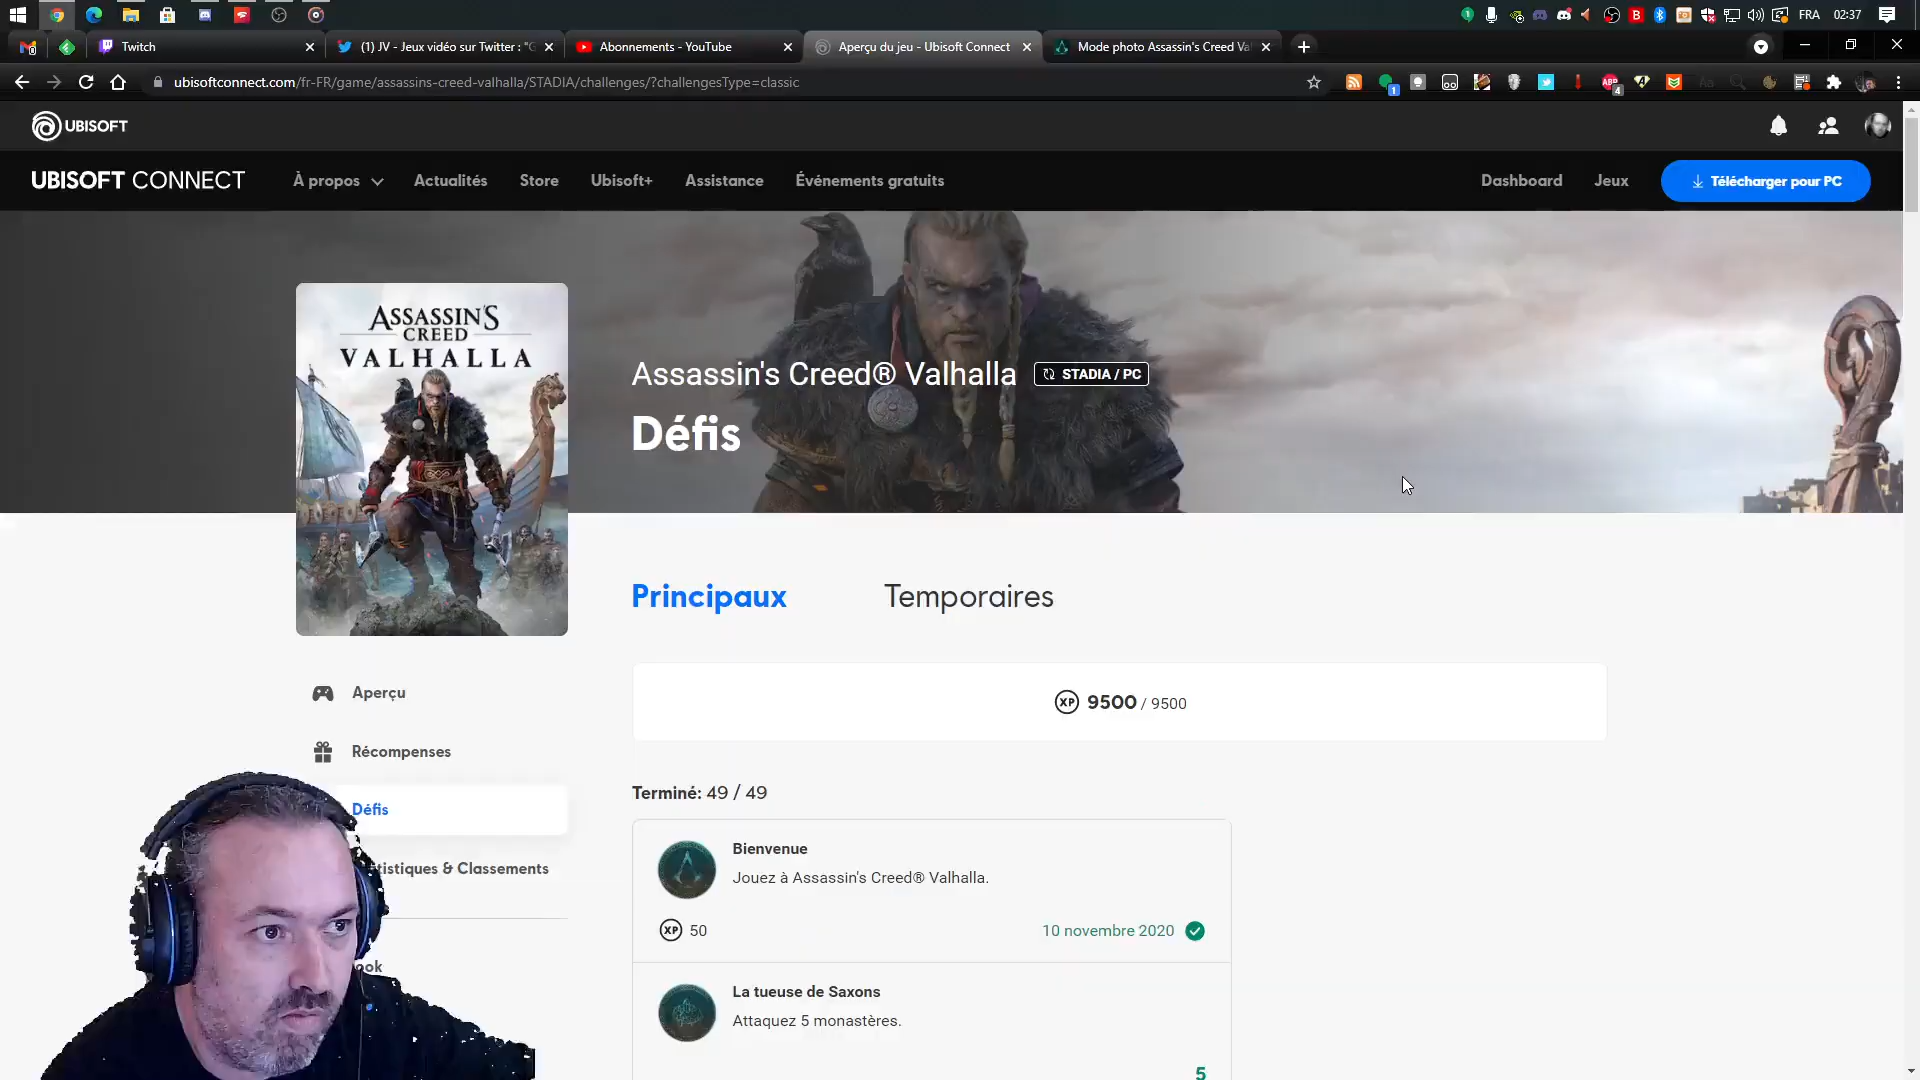 FRA
02:37
Twitch
(1) JV - Jeux vidéo sur Twitter : "G
Abonnements - YouTube
Aperçu du jeu - Ubisoft Connect
Mode photo Assassin's Creed Va
ubisoftconnect.com/fr-FR/game/assassins-creed-valhalla/STADIA/challenges/?challengesType=classic
UBISOFT
UBISOFT CONNECT
À propos
Actualités
Store
Ubisoft+
Assistance
Événements gratuits
Dashboard
Jeux
Télécharger pour PC
ASSASSIN'S
CREED
VALHALLA
Assassin's Creed® Valhalla
STADIA / PC
Défis
Principaux
Temporaires
Aperçu
Récompenses
Défis
tistiques & Classements
ook
XP 9500 / 9500
Terminé: 49 / 49
Bienvenue
Jouez à Assassin's Creed® Valhalla.
XP 50
10 novembre 2020
La tueuse de Saxons
Attaquez 5 monastères.
5